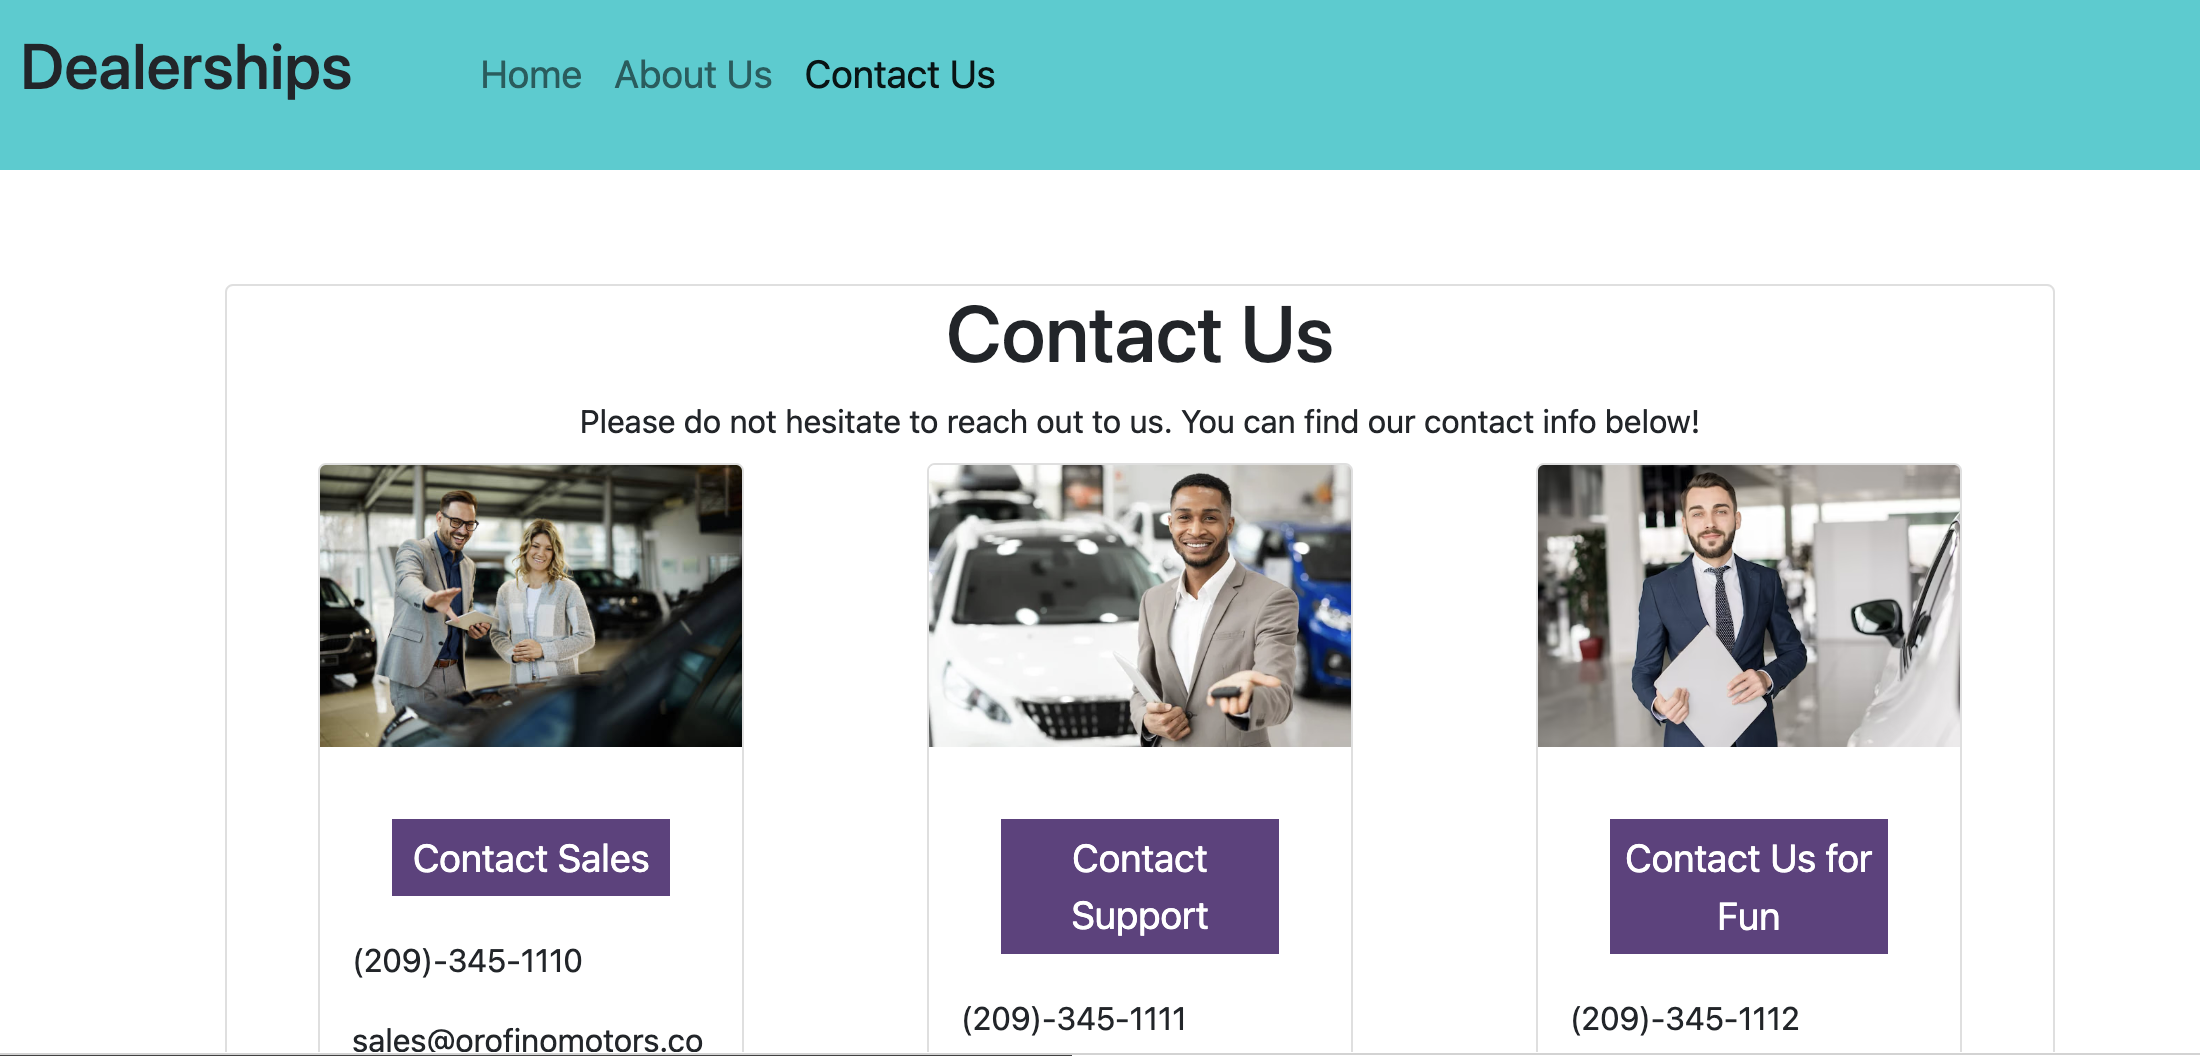 Dealerships
Home About Us Contact Us
Contact Us
Please do not hesitate to reach out to us. You can find our contact info below!
Contact Sales
(209)-345-1110
sales@orofinomotors.co
Contact
Support
(209)-345-1111
Contact Us for
Fun
(209)-345-1112